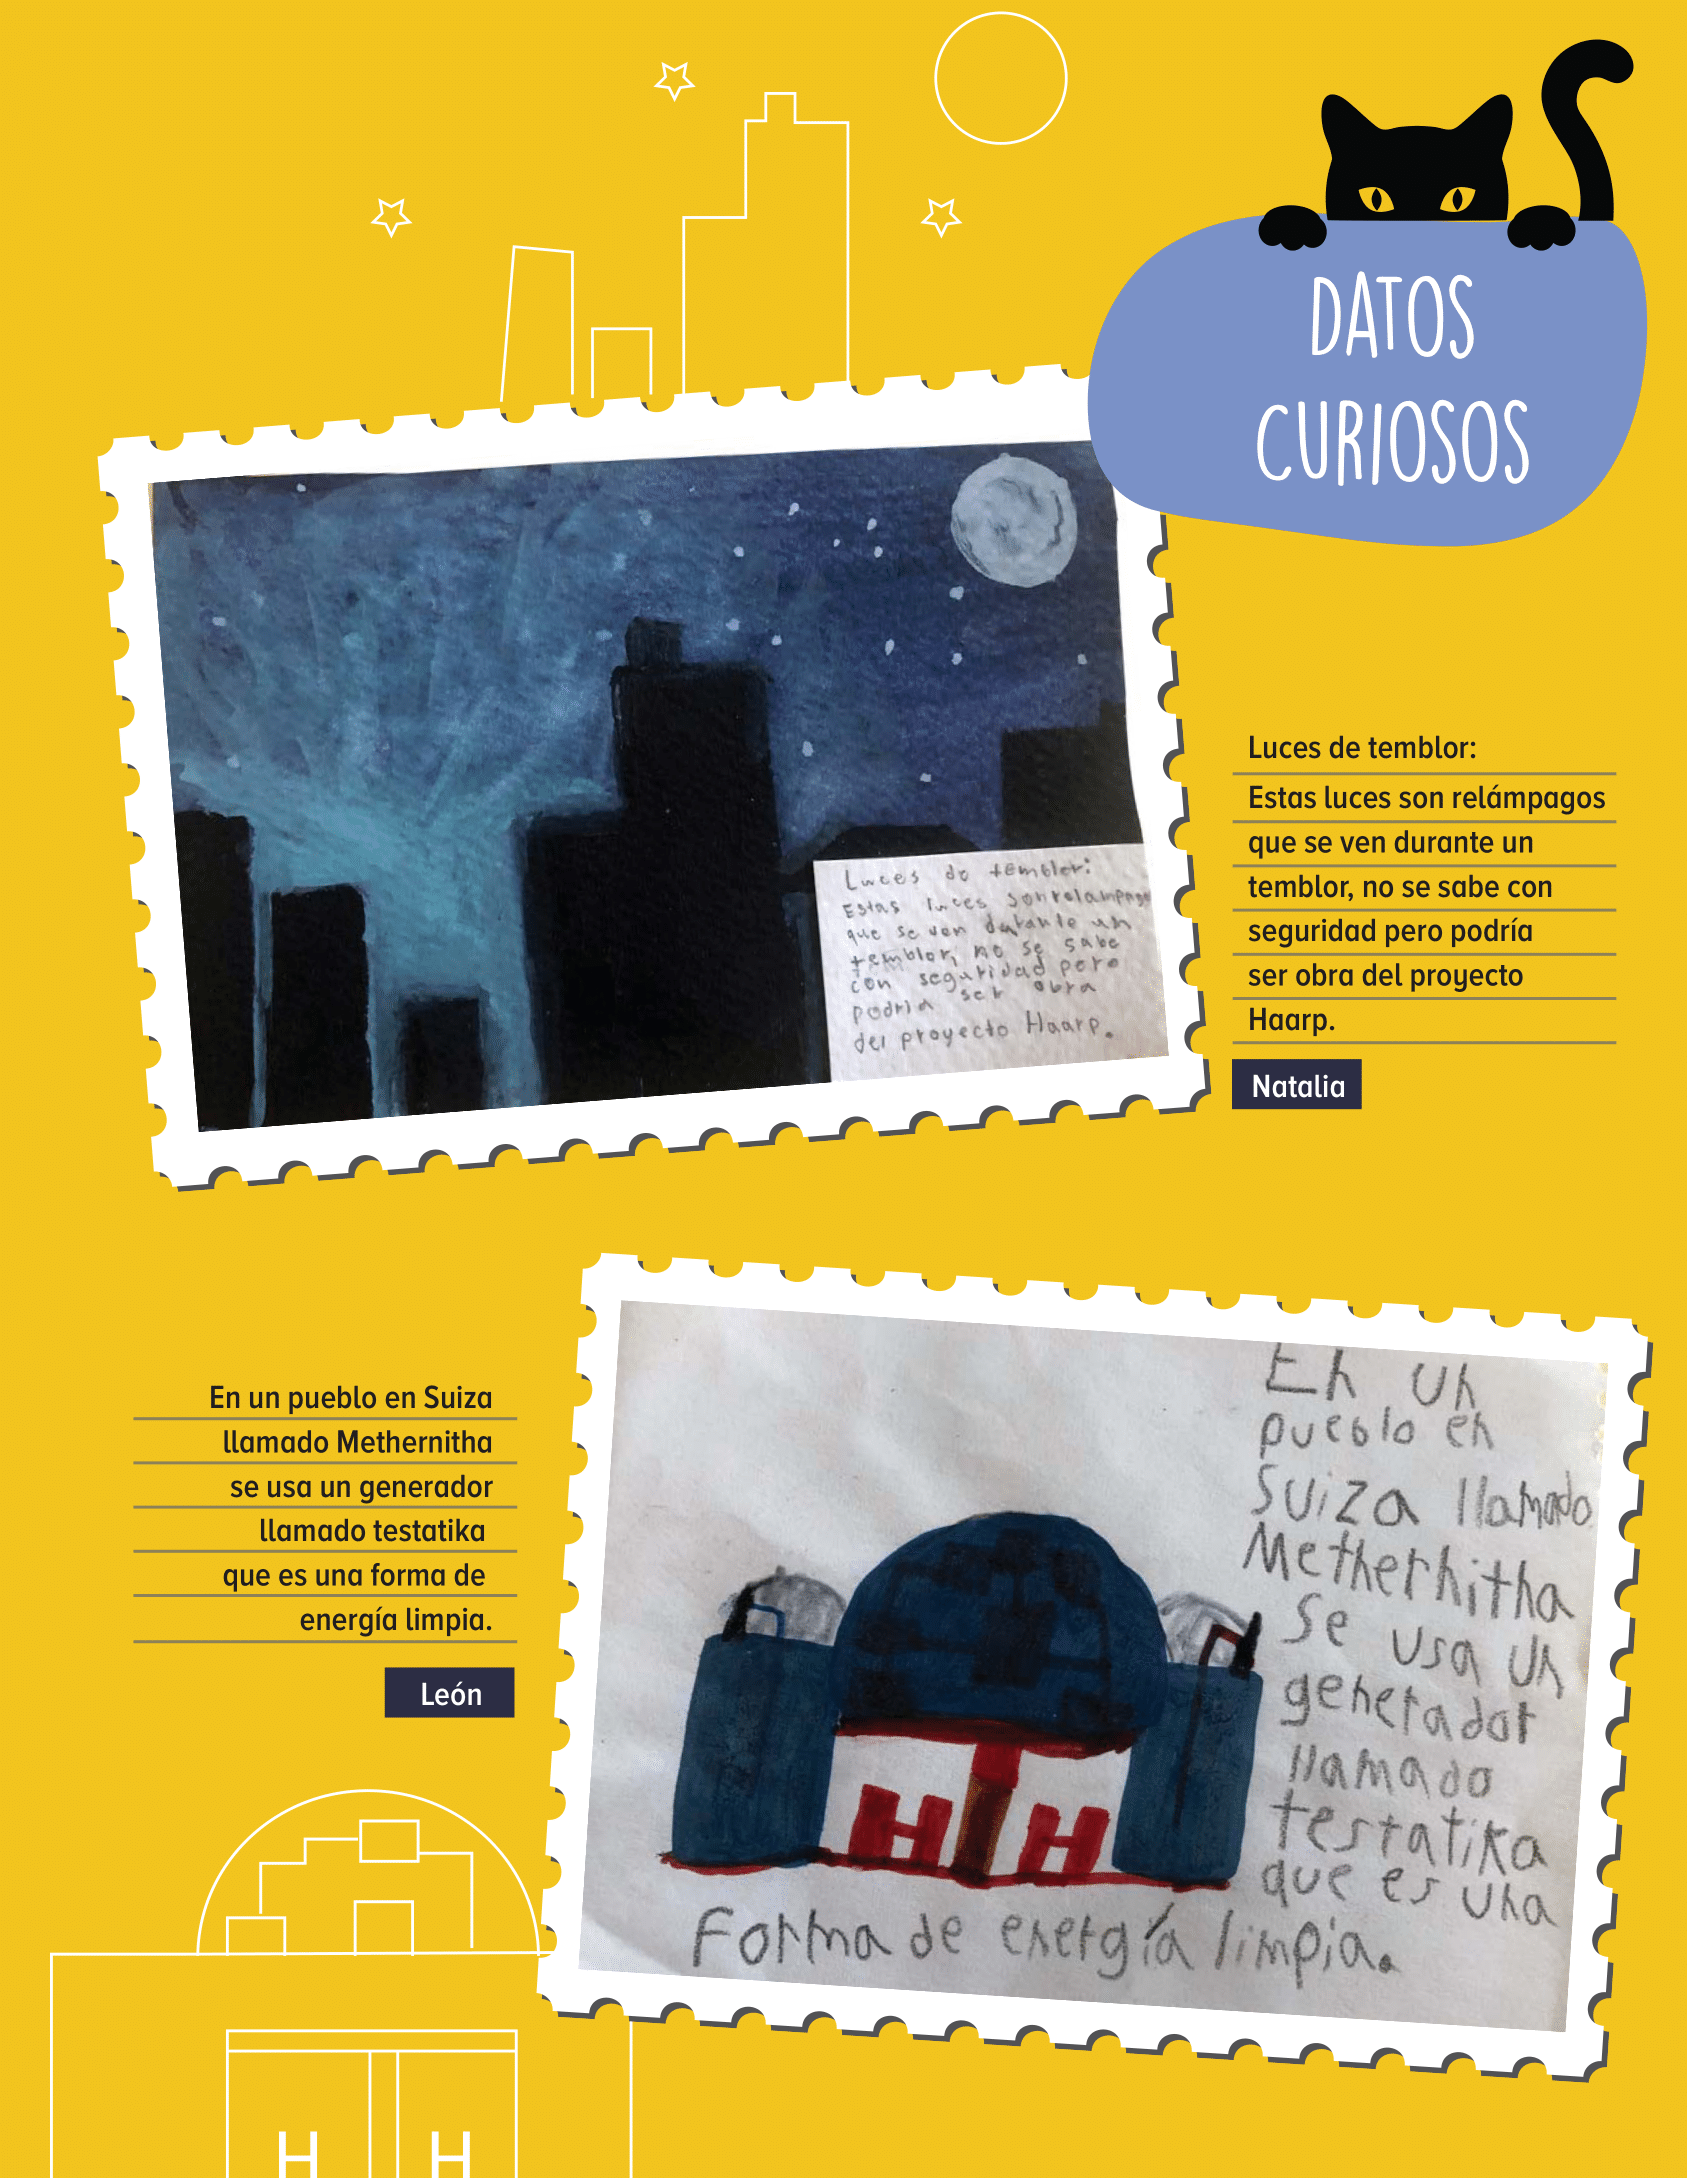 DATOS
CURIOSOS
Luces de temblor:
Estas luces son relámpagos
que se ven durante un
temblor, no se sabe con
seguridad pero podría
ser obra del proyecto
Haarp.
Natalia
Luces de temblor:
Estas luces son relampago
que se ven durante un
temblor, no se sabe
con seguridad pero
podria ser obra
del proyecto Haarp.
En un pueblo en Suiza
llamado Methernitha
se usa un generador
llamado testatika
que es una forma de
energía limpia.
León
En un
pueblo en
Suiza llamado
Methernitha
Se usa un
generador
llamado
testatika
que es una
Forma de energía limpia.
H H
H H